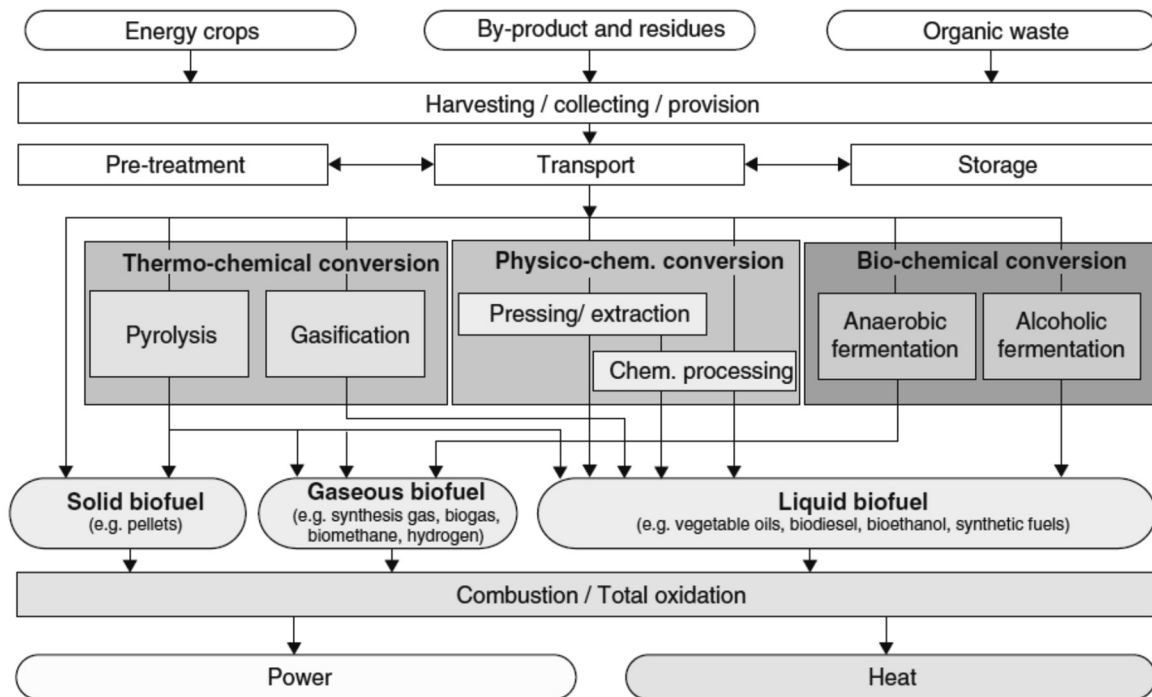 Energy crops
By-product and residues
Organic waste
Harvesting / collecting / provision
Pre-treatment
Transport
Storage
Thermo-chemical conversion
Physico-chem. conversion
Bio-chemical conversion
Pyrolysis
Gasification
Pressing/ extraction
Chem. processing
Anaerobic
fermentation
Alcoholic
fermentation
Solid biofuel
(e.g. pellets)
Gaseous biofuel
(e.g. synthesis gas, biogas,
biomethane, hydrogen)
Liquid biofuel
(e.g. vegetable oils, biodiesel, bioethanol, synthetic fuels)
Combustion / Total oxidation
Power
Heat